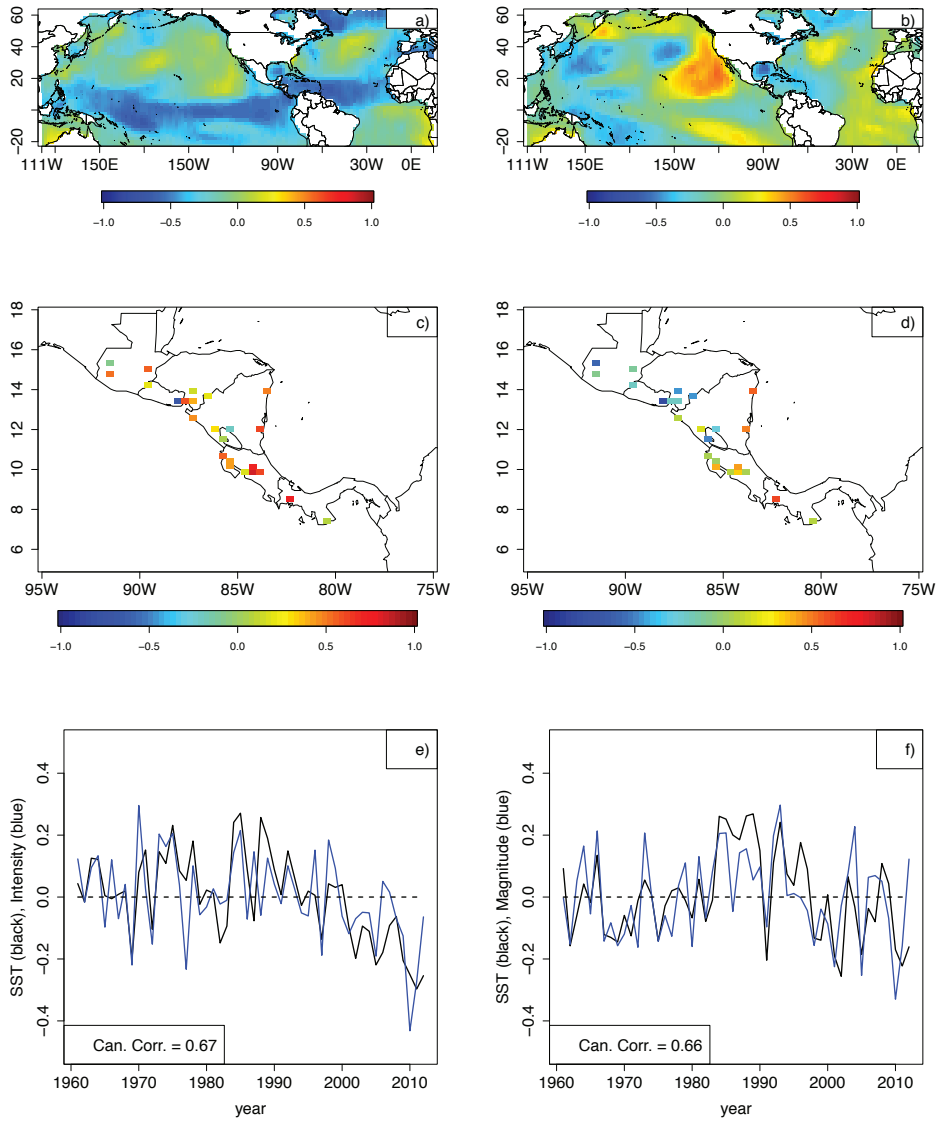 a)
60
40
20
−20
111W 150E 150W 90W 30W 0E
−1.0 −0.5 0.0 0.5 1.0
b)
60
40
20
−20
111W 150E 150W 90W 30W 0E
−1.0 −0.5 0.0 0.5 1.0
c)
18
16
14
12
10
8
6
95W 90W 85W 80W 75W
−1.0 −0.5 0.0 0.5 1.0
d)
18
16
14
12
10
8
6
95W 90W 85W 80W 75W
−1.0 −0.5 0.0 0.5 1.0
e)
SST (black), Intensity (blue)
0.4
0.2
0.0
−0.2
−0.4
Can. Corr. = 0.67
1960 1970 1980 1990 2000 2010
year
f)
SST (black), Magnitude (blue)
0.4
0.2
0.0
−0.2
−0.4
Can. Corr. = 0.66
1960 1970 1980 1990 2000 2010
year